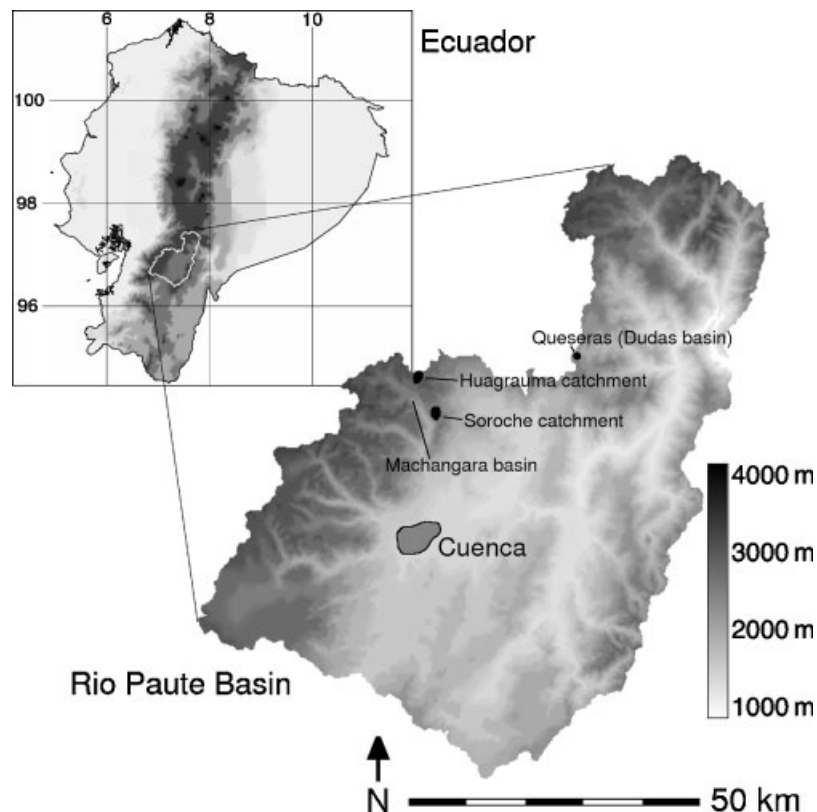 6 8 10
Ecuador
100
98
96
Queseras (Dudas basin)
Huagrauma catchment
Soroche catchment
Machangara basin
Cuenca
4000 m
3000 m
2000 m
1000 m
Rio Paute Basin
N
50 km